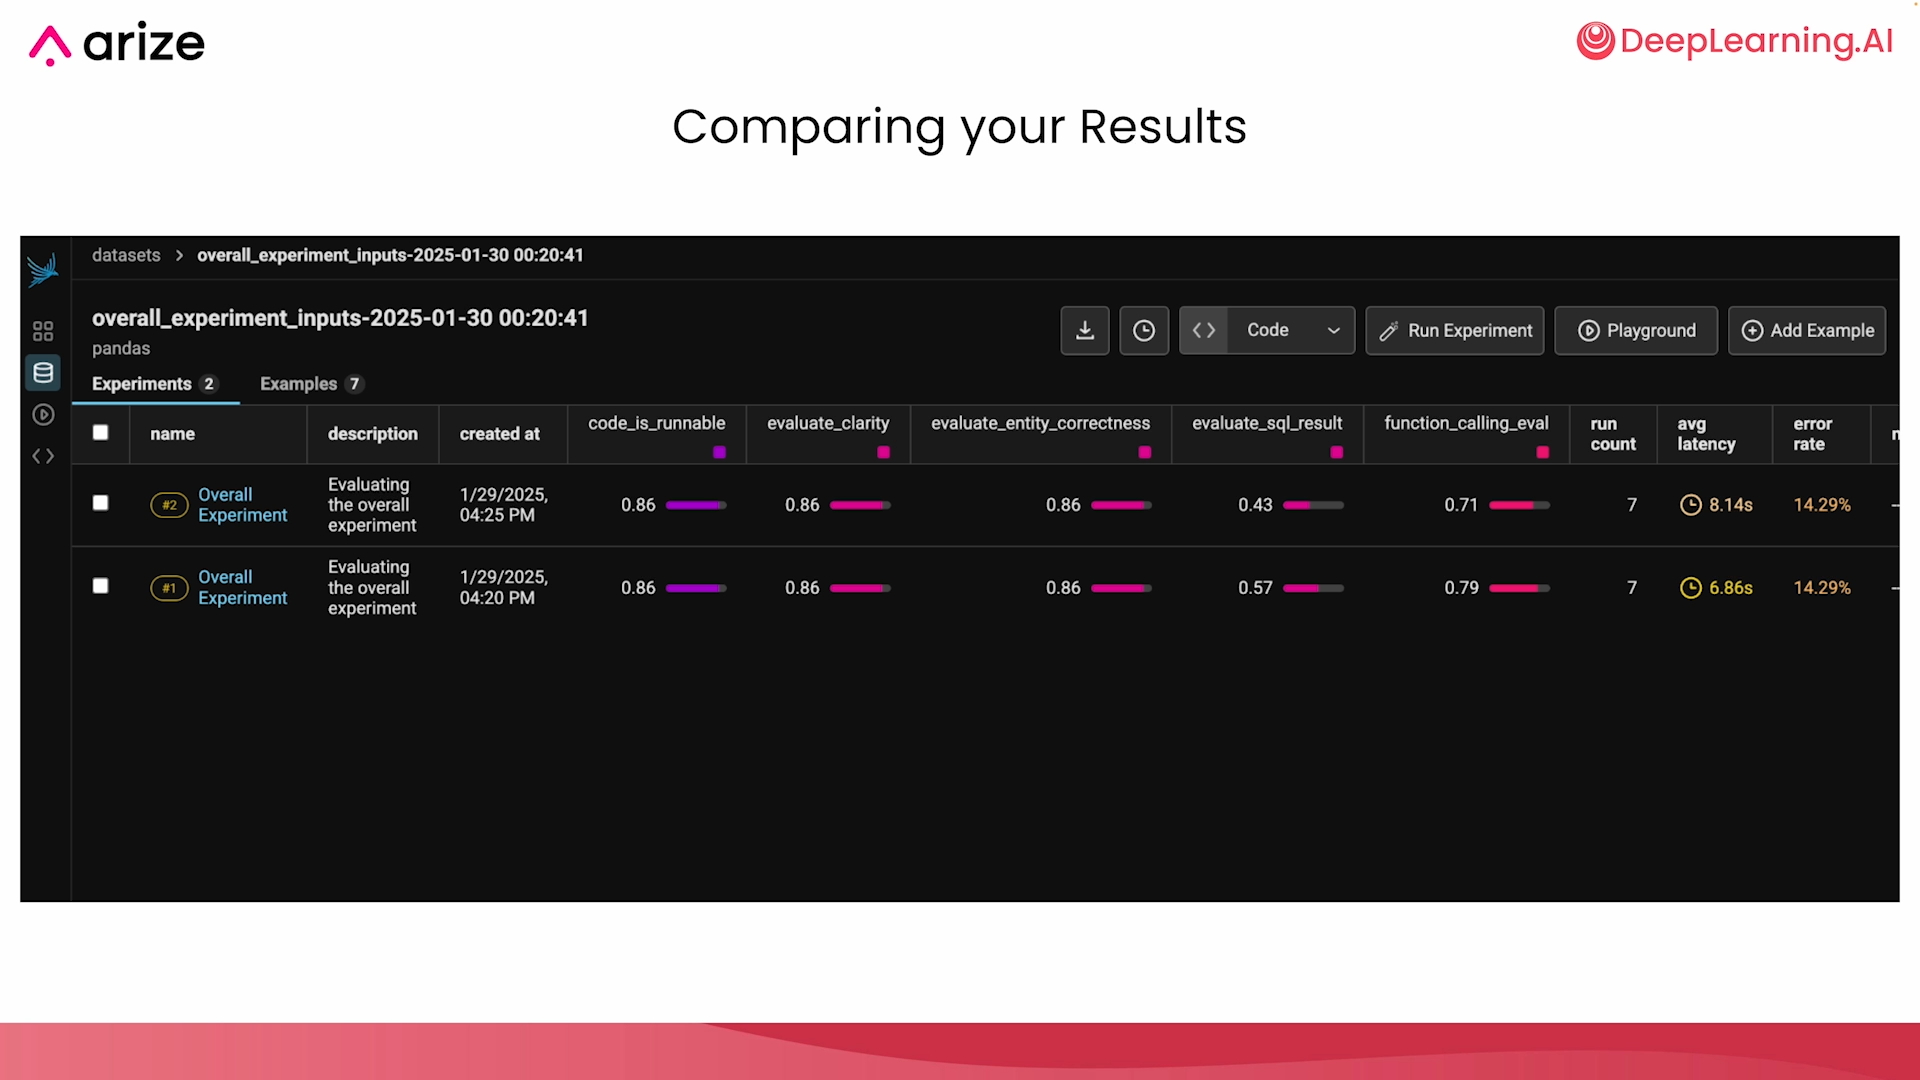 arize
DeepLearning.AI
Comparing your Results
datasets > overall_experiment_inputs-2025-01-30 00:20:41
overall_experiment_inputs-2025-01-30 00:20:41
pandas
Code
Run Experiment
Playground
Add Example
Experiments 2 Examples 7
name description created at code_is_runnable evaluate_clarity evaluate_entity_correctness evaluate_sql_result function_calling_eval run count avg latency error rate
#2 Overall Experiment Evaluating the overall experiment 1/29/2025, 04:25 PM 0.86 0.86 0.86 0.43 0.71 7 8.14s 14.29% --
#1 Overall Experiment Evaluating the overall experiment 1/29/2025, 04:20 PM 0.86 0.86 0.86 0.57 0.79 7 6.86s 14.29% --